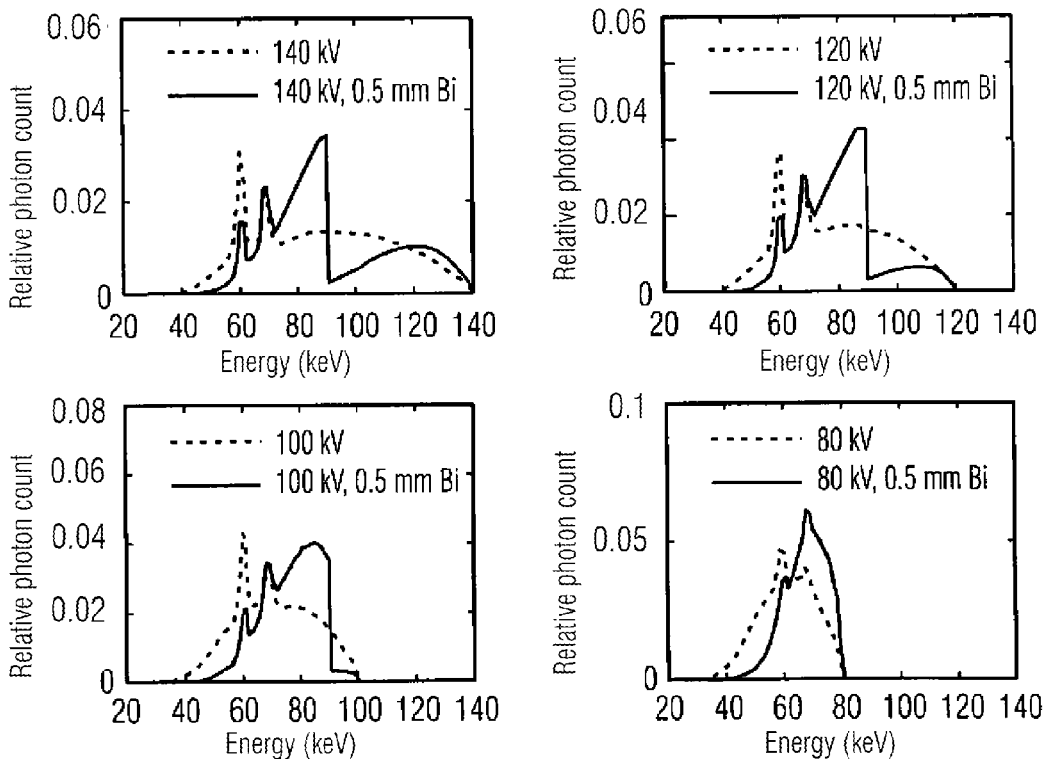 0.06
0.04
0.02
0
Relative photon count
140 kV
140 kV, 0.5 mm Bi
20 40 60 80 100 120 140
Energy (keV)
0.06
0.04
0.02
0
Relative photon count
120 kV
120 kV, 0.5 mm Bi
20 40 60 80 100 120 140
Energy (keV)
0.08
0.06
0.04
0.02
0
Relative photon count
100 kV
100 kV, 0.5 mm Bi
20 40 60 80 100 120 140
Energy (keV)
0.1
0.05
0
Relative photon count
80 kV
80 kV, 0.5 mm Bi
20 40 60 80 100 120 140
Energy (keV)